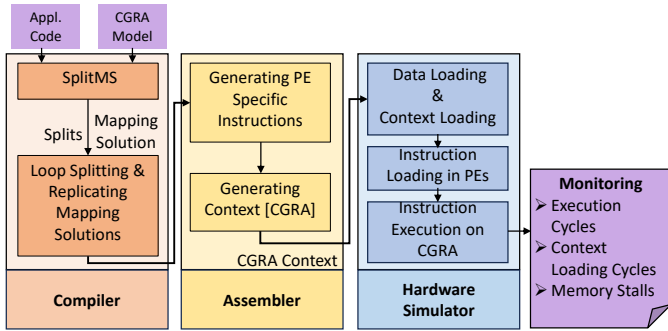 Appl.
Code
CGRA
Model
SplitMS
Splits
Mapping
Solution
Loop Splitting &
Replicating
Mapping
Solutions
Compiler
Generating PE
Specific
Instructions
Generating
Context [CGRA]
CGRA Context
Assembler
Data Loading
&
Context Loading
Instruction
Loading in PEs
Instruction
Execution on
CGRA
Hardware
Simulator
Monitoring
➢ Execution
Cycles
➢ Context
Loading Cycles
➢ Memory Stalls